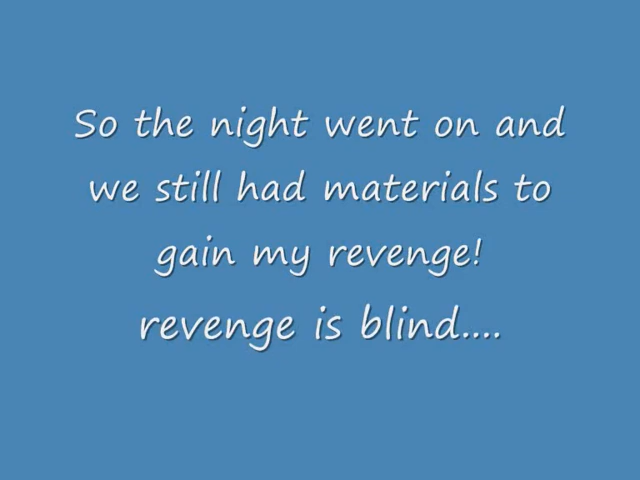 So the night went on and
we still had materials to
gain my revenge!
revenge is blind....